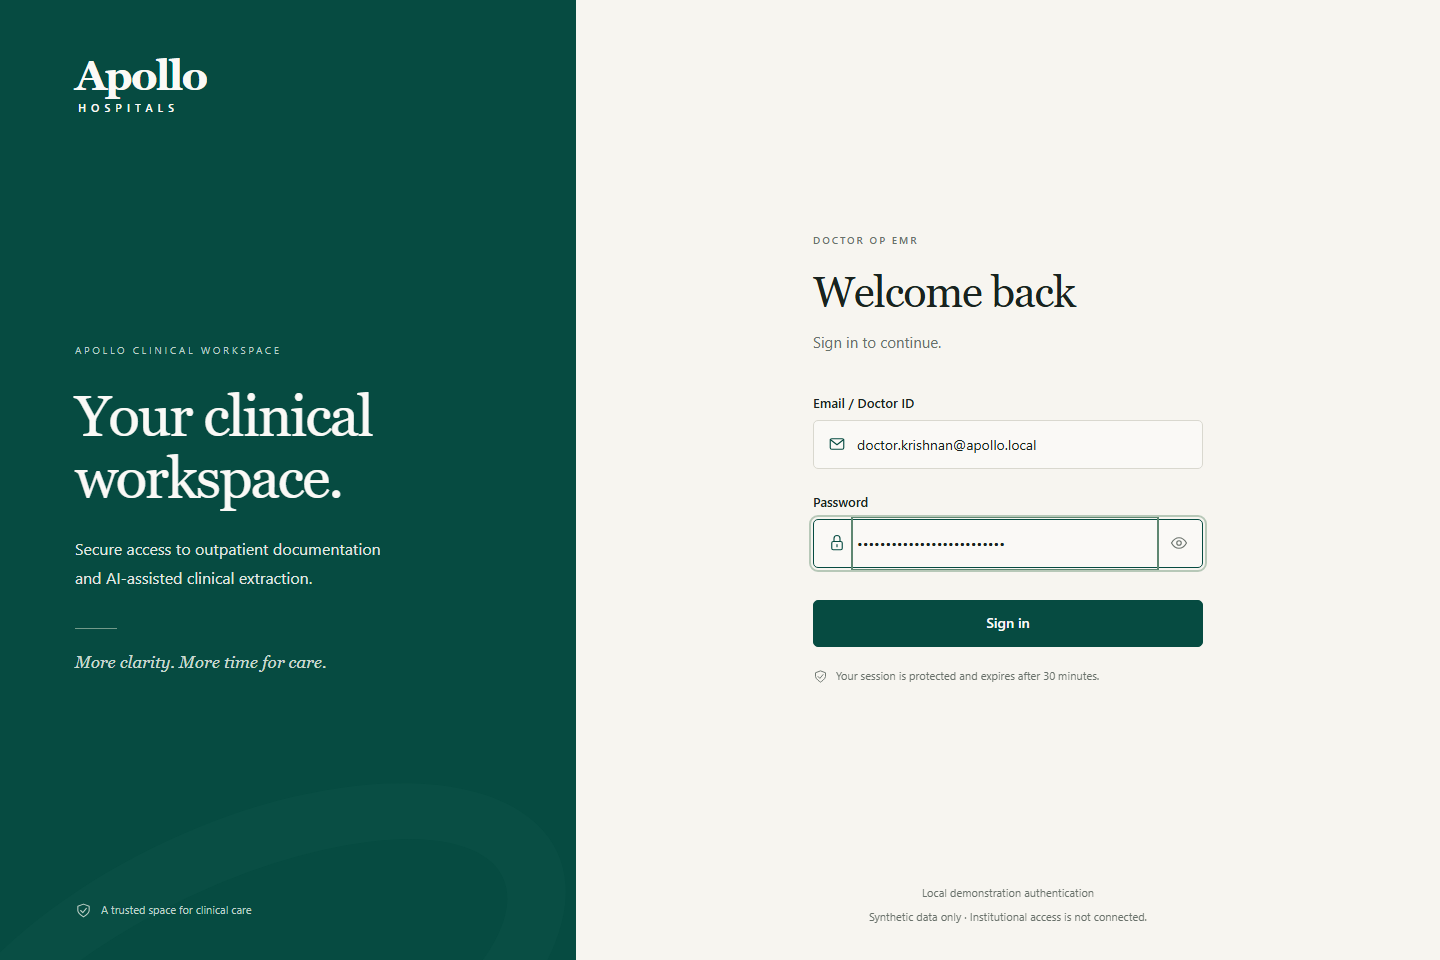 Apollo
HOSPITALS
APOLLO CLINICAL WORKSPACE
Your clinical
workspace.
Secure access to outpatient documentation
and AI-assisted clinical extraction.
More clarity. More time for care.
A trusted space for clinical care
DOCTOR OP EMR
Welcome back
Sign in to continue.
Email / Doctor ID
doctor.krishnan@apollo.local
Password
••••••••••••••••••••••••••
Sign in
Your session is protected and expires after 30 minutes.
Local demonstration authentication
Synthetic data only · Institutional access is not connected.